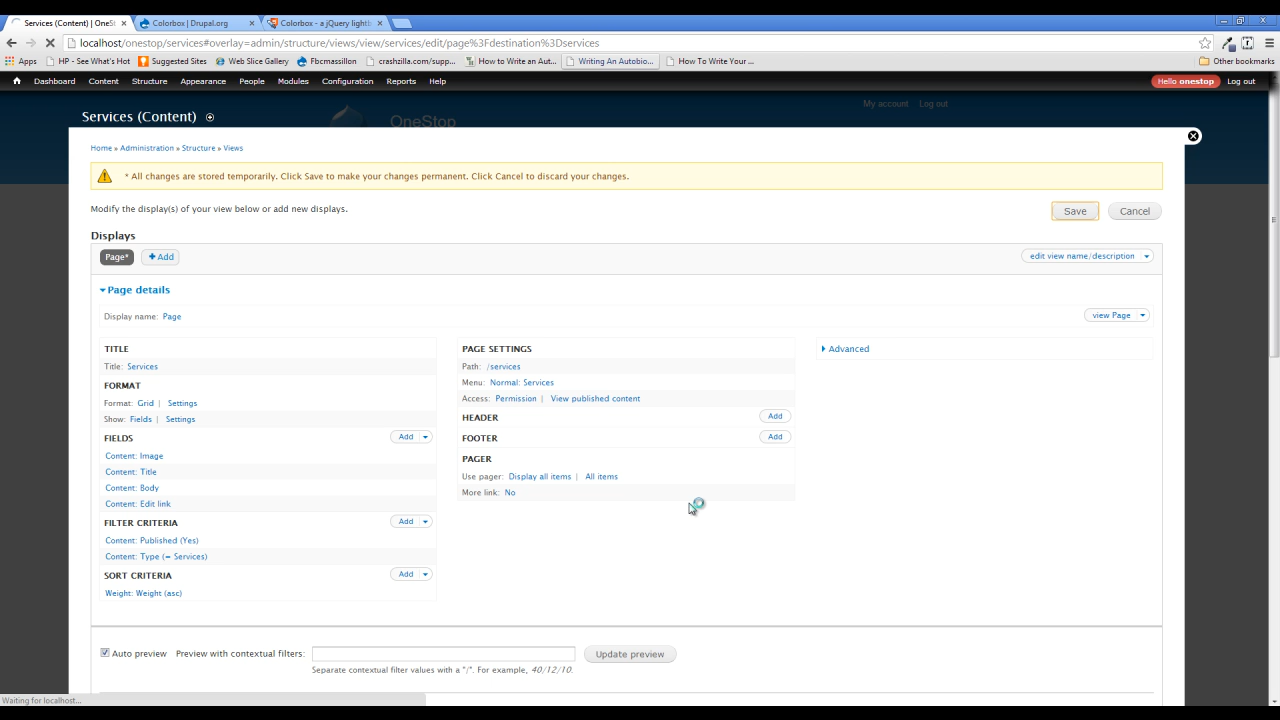 Services (Content) | OneSt
Colorbox | Drupal.org
Colorbox - a jQuery lightb
localhost/onestop/services#overlay=admin/structure/views/view/services/edit/page%3Fdestination%3Dservices
Apps HP - See What's Hot Suggested Sites Web Slice Gallery Fbcmassillon crashzilla.com/supp... How to Write an Aut... Writing An Autobio... How To Write Your ... Other bookmarks
Dashboard Content Structure Appearance People Modules Configuration Reports Help Hello onestop Log out
My account Log out
Services (Content)
OneStop
Home » Administration » Structure » Views
* All changes are stored temporarily. Click Save to make your changes permanent. Click Cancel to discard your changes.
Modify the display(s) of your view below or add new displays.
Save Cancel
Displays
Page* Add edit view name/description
Page details
Display name: Page view Page
TITLE
Title: Services
FORMAT
Format: Grid | Settings
Show: Fields | Settings
FIELDS Add
Content: Image
Content: Title
Content: Body
Content: Edit link
FILTER CRITERIA Add
Content: Published (Yes)
Content: Type (= Services)
SORT CRITERIA Add
Weight: Weight (asc)
PAGE SETTINGS
Path: /services
Menu: Normal: Services
Access: Permission | View published content
HEADER Add
FOOTER Add
PAGER
Use pager: Display all items | All items
More link: No
Advanced
Auto preview Preview with contextual filters: Update preview
Separate contextual filter values with a "/". For example, 40/12/10.
Waiting for localhost...